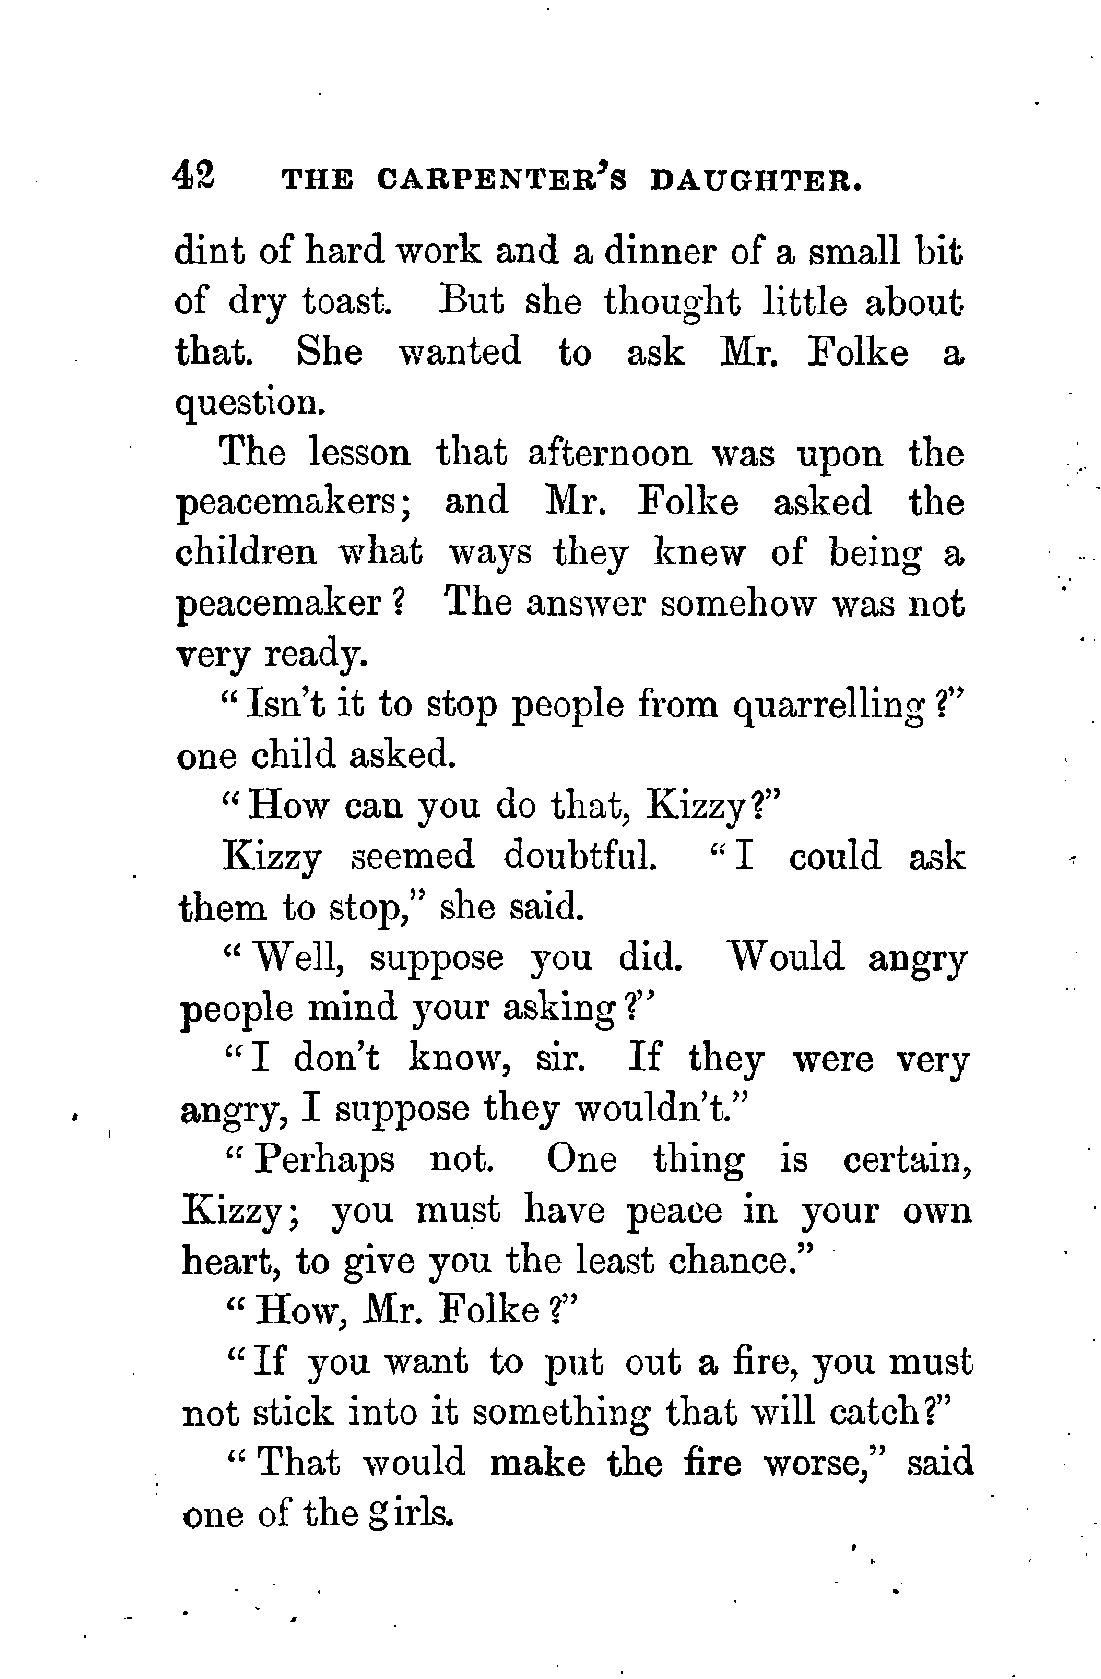 42 THE CARPENTER'S DAUGHTER.
dint of hard work and a dinner of a small bit
of dry toast. But she thought little about
that. She wanted to ask Mr. Folke a
question.
The lesson that afternoon was upon the
peacemakers; and Mr. Folke asked the
children what ways they knew of being a
peacemaker? The answer somehow was not
very ready.
"Isn't it to stop people from quarrelling?"
one child asked.
"How can you do that, Kizzy?"
Kizzy seemed doubtful. "I could ask
them to stop," she said.
"Well, suppose you did. Would angry
people mind your asking?"
"I don't know, sir. If they were very
angry, I suppose they wouldn't."
"Perhaps not. One thing is certain,
Kizzy; you must have peace in your own
heart, to give you the least chance."
"How, Mr. Folke?"
"If you want to put out a fire, you must
not stick into it something that will catch?"
"That would make the fire worse," said
one of the girls.